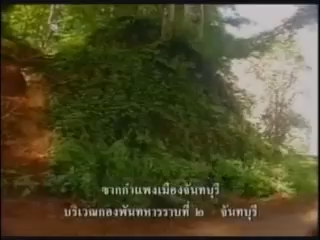 ซากกำแพงเมืองจันทบุรี
บริเวณกองพันทหารราบที่ ๒ จันทบุรี